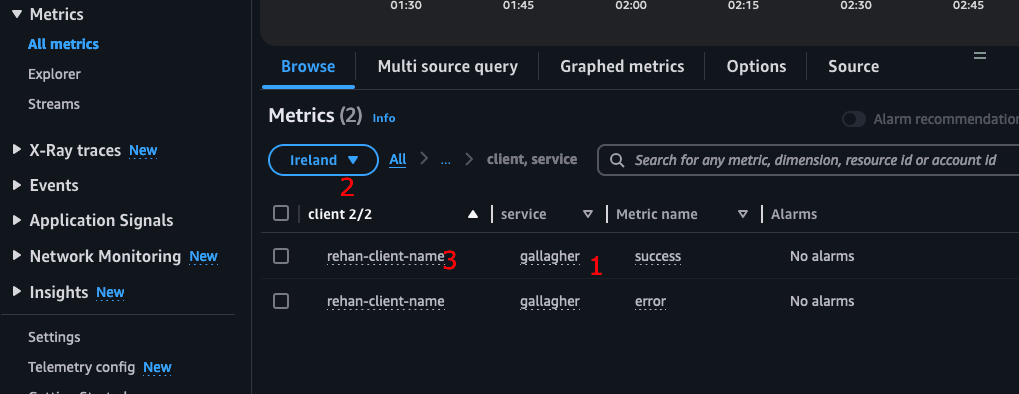 01:30 01:45 02:00 02:15 02:30 02:45
Metrics
All metrics
Explorer
Streams
X-Ray traces New
Events
Application Signals
Network Monitoring New
Insights New
Settings
Telemetry config New
Browse Multi source query Graphed metrics Options Source
Metrics (2) Info
Alarm recommendation
Ireland All ... client, service
Search for any metric, dimension, resource id or account id
2
client 2/2 service Metric name Alarms
rehan-client-name 3 gallagher 1 success No alarms
rehan-client-name gallagher error No alarms